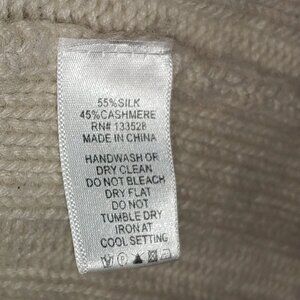 55%SILK
45%CASHMERE
RN# 133528
MADE IN CHINA
HANDWASH OR
DRY CLEAN
DO NOT BLEACH
DRY FLAT
DO NOT
TUMBLE DRY
IRON AT
COOL SETTING